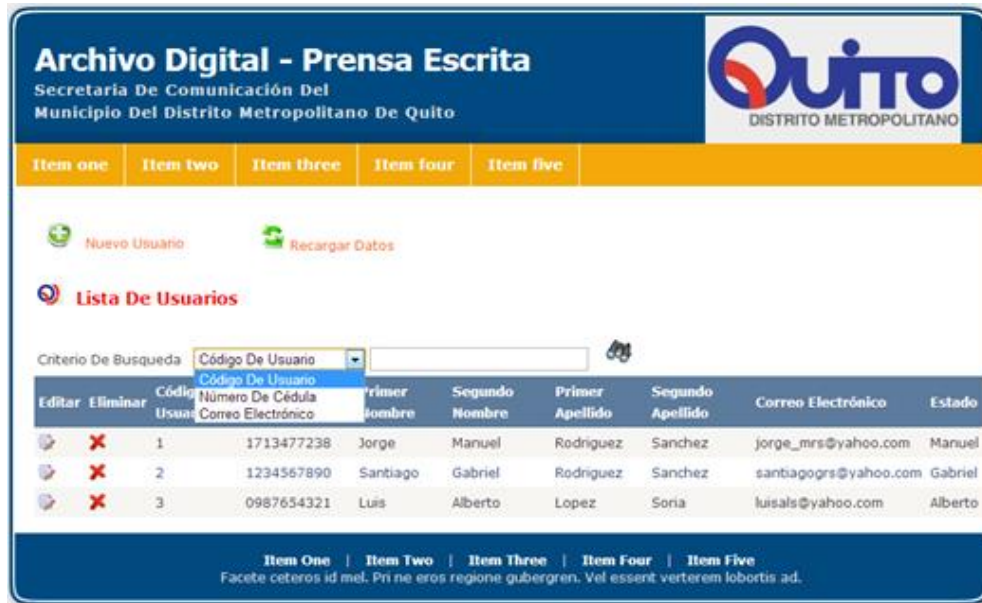 Archivo Digital - Prensa Escrita
Secretaria De Comunicación Del
Municipio Del Distrito Metropolitano De Quito
QUITO
DISTRITO METROPOLITANO
Item one Item two Item three Item four Item five
Nuevo Usuario Recargar Datos
Lista De Usuarios
Criterio De Busqueda Código De Usuario
Código De Usuario
Número De Cédula
Correo Electrónico
Editar Eliminar Segundo Nombre Primer Apellido Segundo Apellido Correo Electrónico Estado
1 1713477238 Jorge Manuel Rodriguez Sanchez jorge_mrs@yahoo.com Manuel
2 1234567890 Santiago Gabriel Rodriguez Sanchez santiagogrs@yahoo.com Gabriel
3 0987654321 Luis Alberto Lopez Soria luisals@yahoo.com Alberto
Item One | Item Two | Item Three | Item Four | Item Five
Facete ceteros id mel. Pri ne eros regione gubergren. Vel essent verterem lobortis ad.